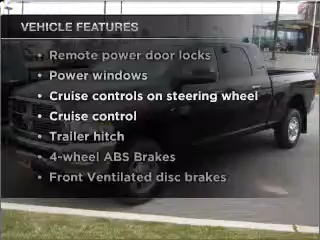 VEHICLE FEATURES
• Remote power door locks
• Power windows
• Cruise controls on steering wheel
• Cruise control
• Trailer hitch
• 4-wheel ABS Brakes
• Front Ventilated disc brakes